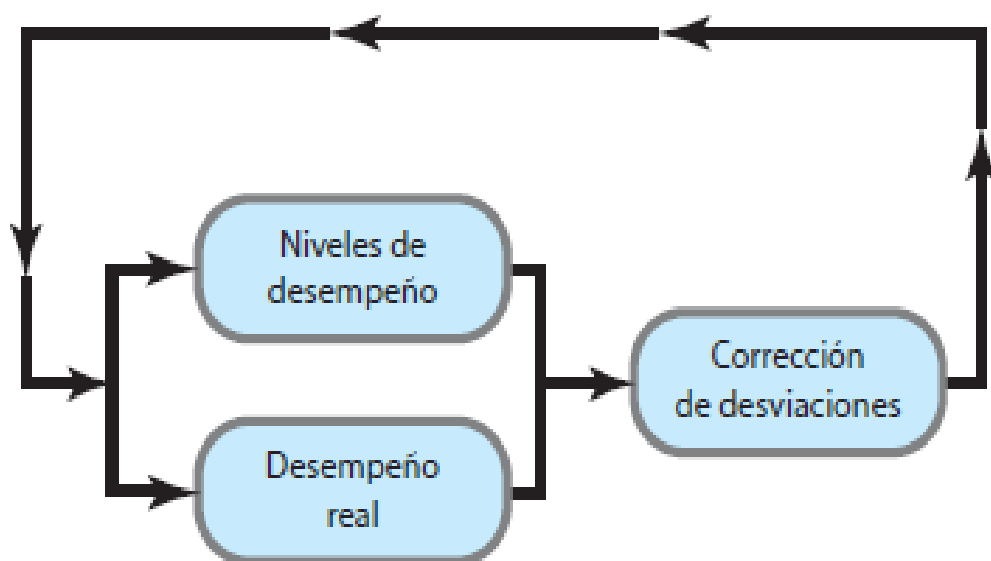 Niveles de
desempeño
Corrección
de desviaciones
Desempeño
real